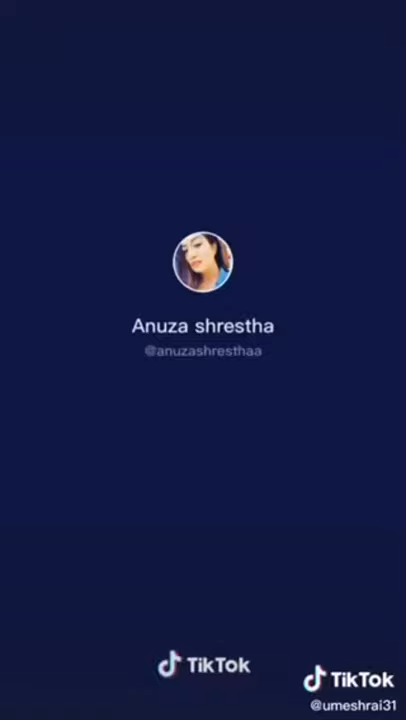 Anuza shrestha
@anuzashresthaa
TikTok
TikTok
@umeshrai31